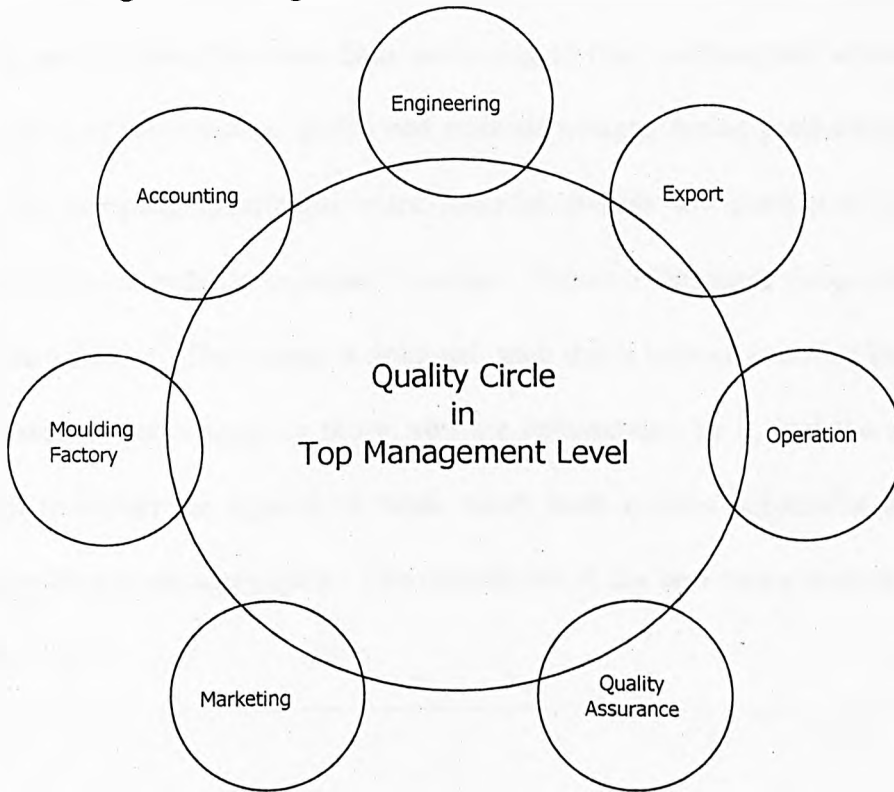 Engineering
Accounting
Export
Quality Circle
in
Top Management Level
Moulding
Factory
Operation
Marketing
Quality
Assurance